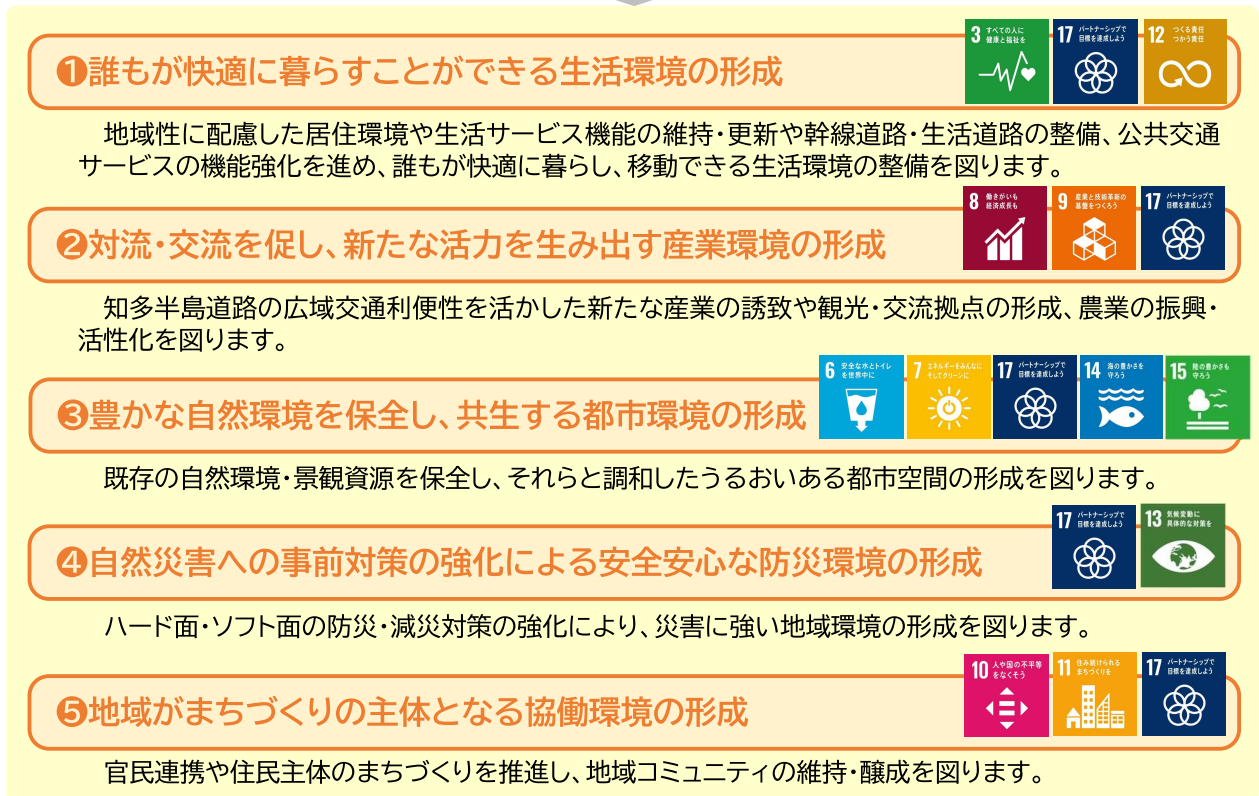 ❶誰もが快適に暮らすことができる生活環境の形成
3 すべての人に
健康と福祉を
17 パートナーシップで
目標を達成しよう
12 つくる責任
つかう責任
地域性に配慮した居住環境や生活サービス機能の維持・更新や幹線道路・生活道路の整備、公共交通
サービスの機能強化を進め、誰もが快適に暮らし、移動できる生活環境の整備を図ります。
❷対流・交流を促し、新たな活力を生み出す産業環境の形成
8 働きがいも
経済成長も
9 産業と技術革新の
基盤をつくろう
17 パートナーシップで
目標を達成しよう
知多半島道路の広域交通利便性を活かした新たな産業の誘致や観光・交流拠点の形成、農業の振興・
活性化を図ります。
❸豊かな自然環境を保全し、共生する都市環境の形成
6 安全な水とトイレ
を世界中に
7 エネルギーをみんなに
そしてクリーンに
17 パートナーシップで
目標を達成しよう
14 海の豊かさを
守ろう
15 陸の豊かさも
守ろう
既存の自然環境・景観資源を保全し、それらと調和したうるおいある都市空間の形成を図ります。
❹自然災害への事前対策の強化による安全安心な防災環境の形成
17 パートナーシップで
目標を達成しよう
13 気候変動に
具体的な対策を
ハード面・ソフト面の防災・減災対策の強化により、災害に強い地域環境の形成を図ります。
❺地域がまちづくりの主体となる協働環境の形成
10 人や国の不平等
をなくそう
11 住み続けられる
まちづくりを
17 パートナーシップで
目標を達成しよう
官民連携や住民主体のまちづくりを推進し、地域コミュニティの維持・醸成を図ります。